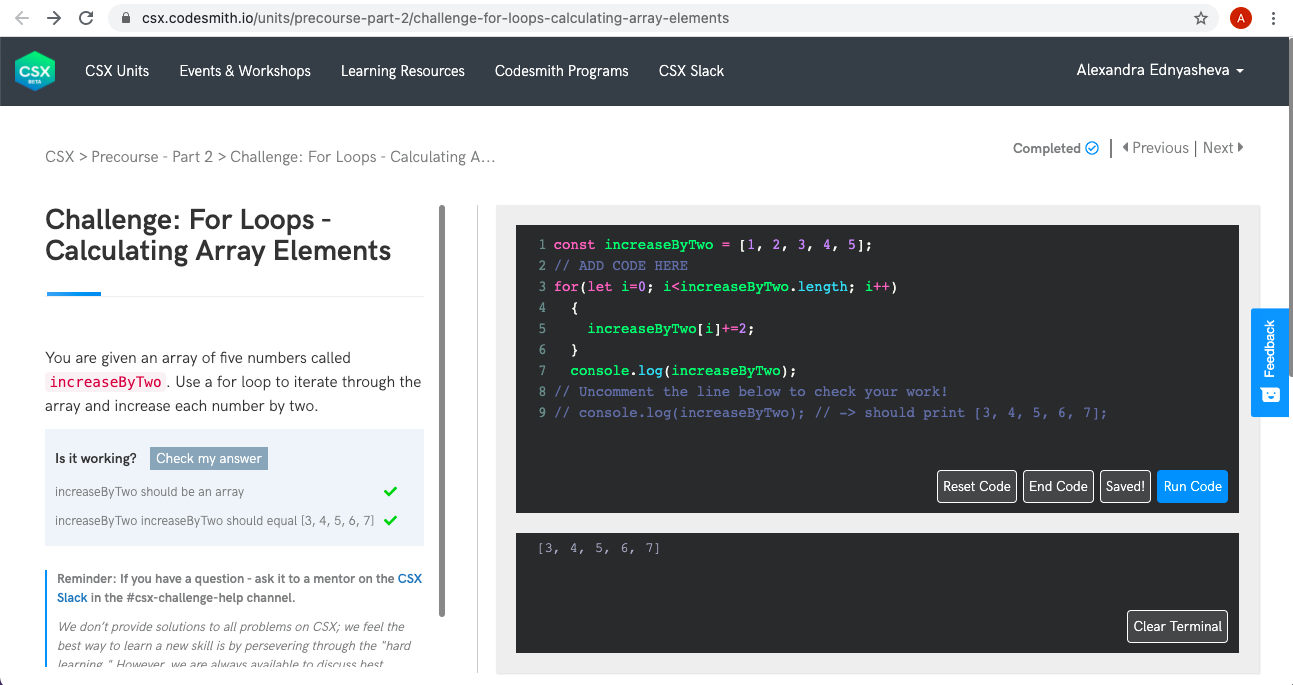 csx.codesmith.io/units/precourse-part-2/challenge-for-loops-calculating-array-elements
A
CSX
BETA
CSX Units
Events & Workshops
Learning Resources
Codesmith Programs
CSX Slack
Alexandra Ednyasheva
CSX > Precourse - Part 2 > Challenge: For Loops - Calculating A...
Completed
Previous | Next
Challenge: For Loops -
Calculating Array Elements
You are given an array of five numbers called
increaseByTwo . Use a for loop to iterate through the
array and increase each number by two.
Is it working?
Check my answer
increaseByTwo should be an array
increaseByTwo increaseByTwo should equal [3, 4, 5, 6, 7]
Reminder: If you have a question - ask it to a mentor on the CSX
Slack in the #csx-challenge-help channel.
We don't provide solutions to all problems on CSX; we feel the
best way to learn a new skill is by persevering through the "hard
learning." However, we are always available to discuss best
1 const increaseByTwo = [1, 2, 3, 4, 5];
2 // ADD CODE HERE
3 for(let i=0; i<increaseByTwo.length; i++)
4 {
5 increaseByTwo[i]+=2;
6 }
7 console.log(increaseByTwo);
8 // Uncomment the line below to check your work!
9 // console.log(increaseByTwo); // -> should print [3, 4, 5, 6, 7];
Reset Code
End Code
Saved!
Run Code
[3, 4, 5, 6, 7]
Clear Terminal
Feedback